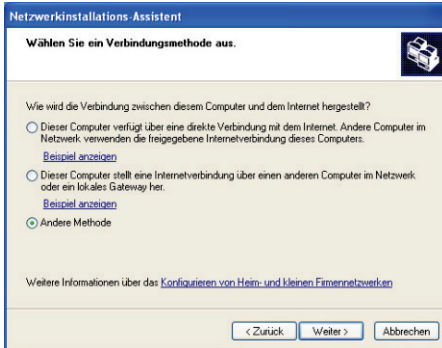 Netzwerkinstallations-Assistent
Wählen Sie ein Verbindungsmethode aus.
Wie wird die Verbindung zwischen diesem Computer und dem Internet hergestellt?
Dieser Computer verfügt über eine direkte Verbindung mit dem Internet. Andere Computer im
Netzwerk verwenden die freigegebene Internetverbindung dieses Computers.
Beispiel anzeigen
Dieser Computer stellt eine Internetverbindung über einen anderen Computer im Netzwerk
oder ein lokales Gateway her.
Beispiel anzeigen
Andere Methode
Weitere Informationen über das Konfigurieren von Heim- und kleinen Firmennetzwerken
< Zurück Weiter > Abbrechen